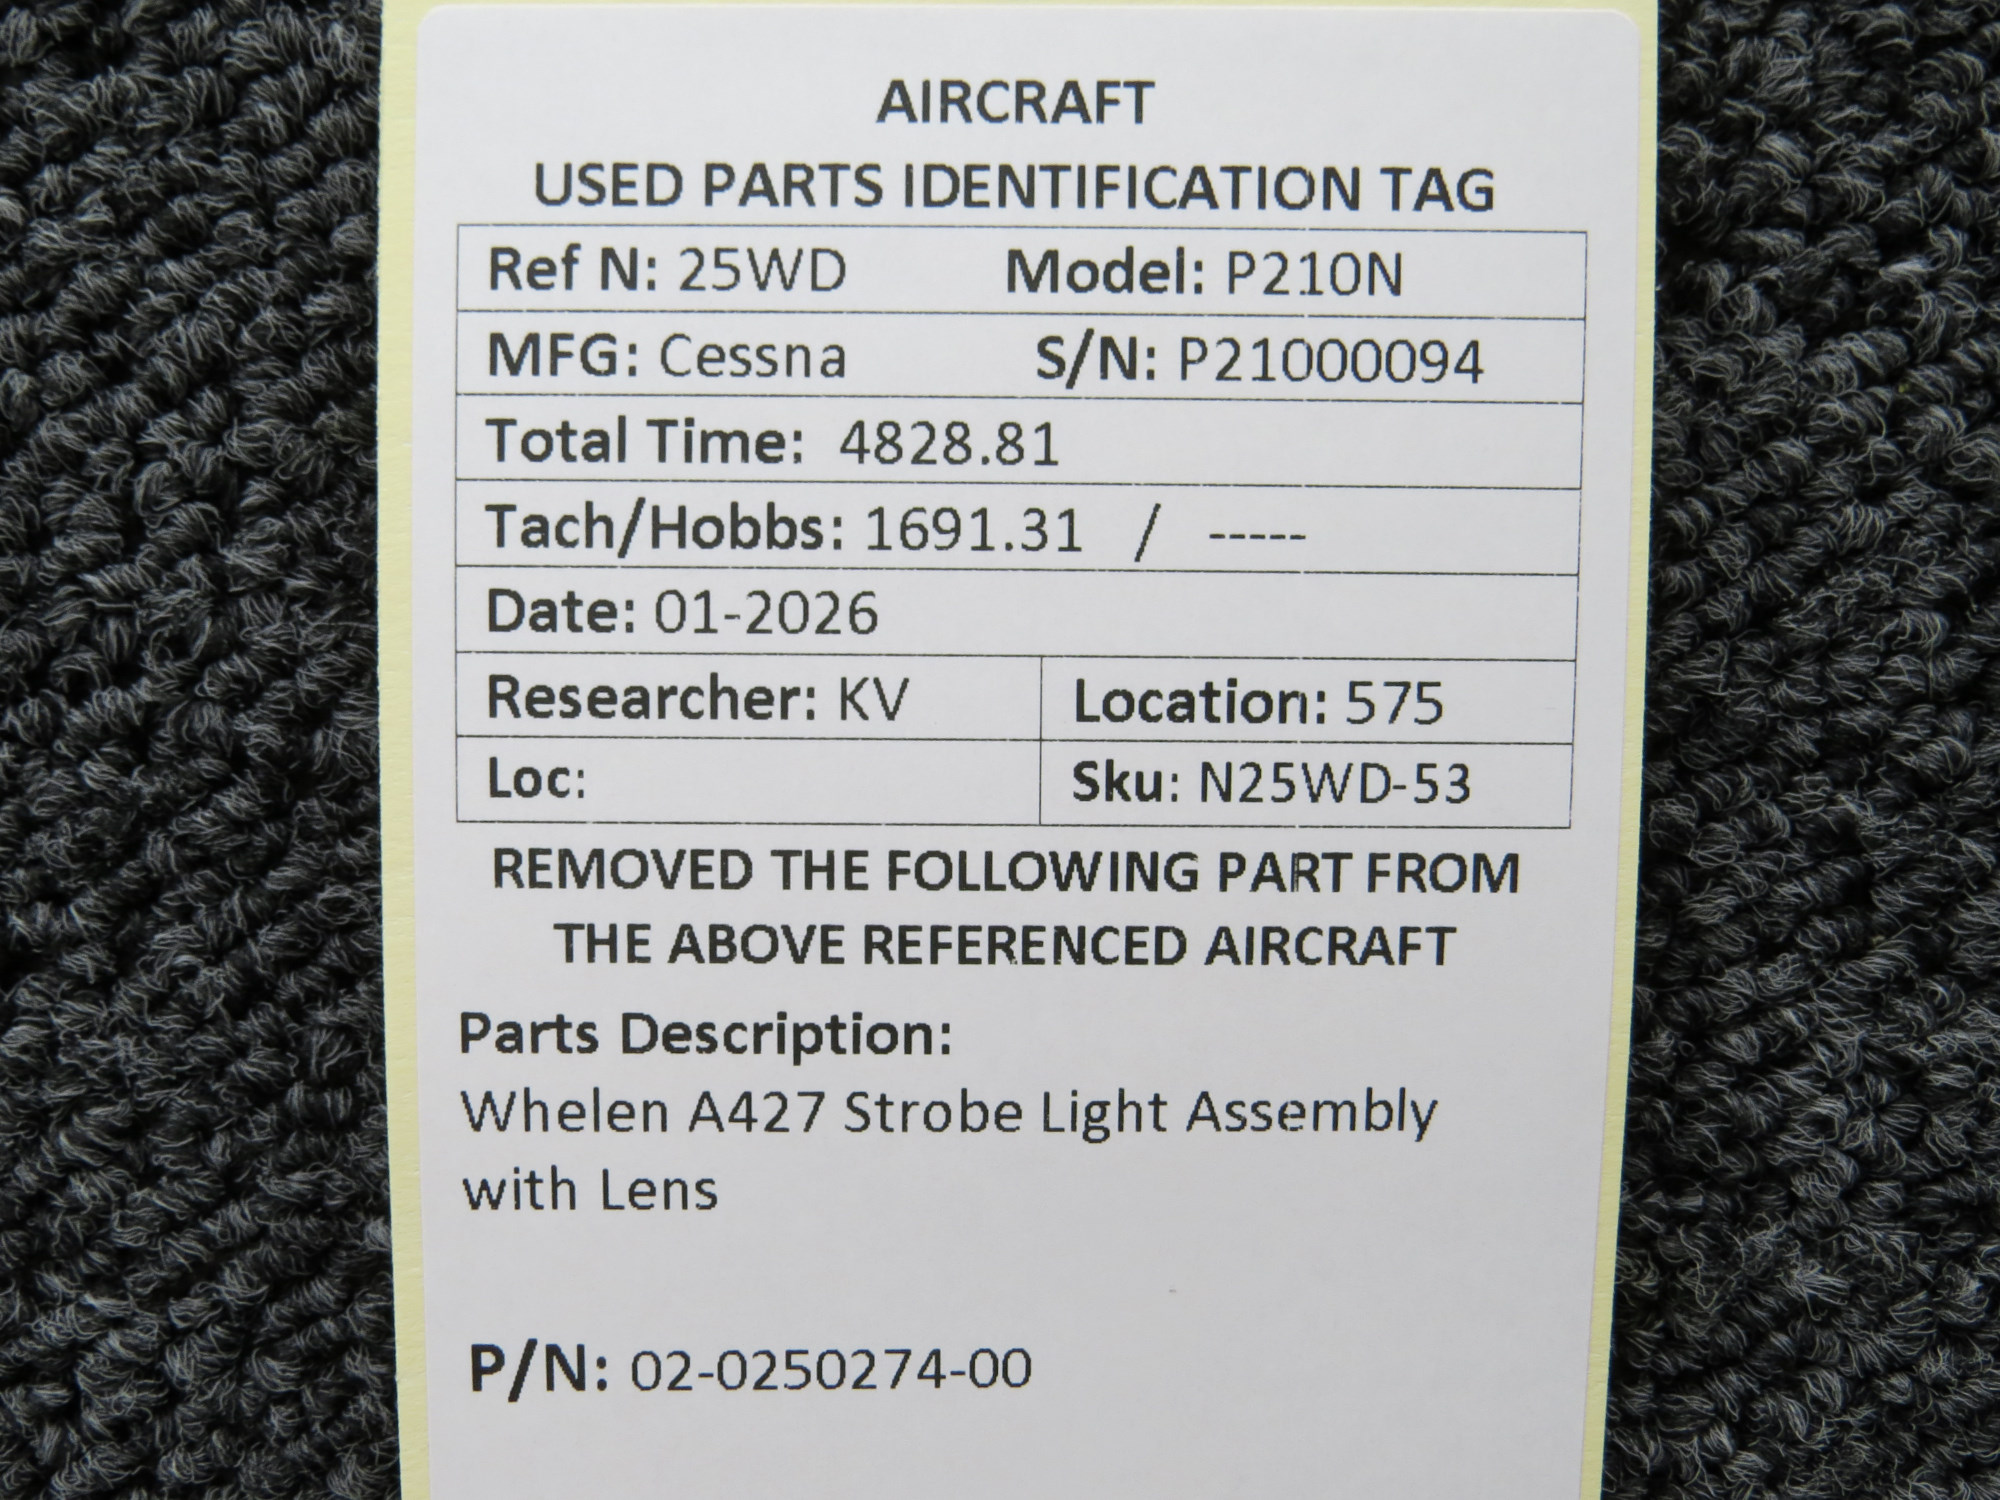 AIRCRAFT
USED PARTS IDENTIFICATION TAG
Ref N: 25WD Model: P210N
MFG: Cessna S/N: P21000094
Total Time: 4828.81
Tach/Hobbs: 1691.31 / -----
Date: 01-2026
Researcher: KV Location: 575
Loc: Sku: N25WD-53
REMOVED THE FOLLOWING PART FROM
THE ABOVE REFERENCED AIRCRAFT
Parts Description:
Whelen A427 Strobe Light Assembly
with Lens
P/N: 02-0250274-00